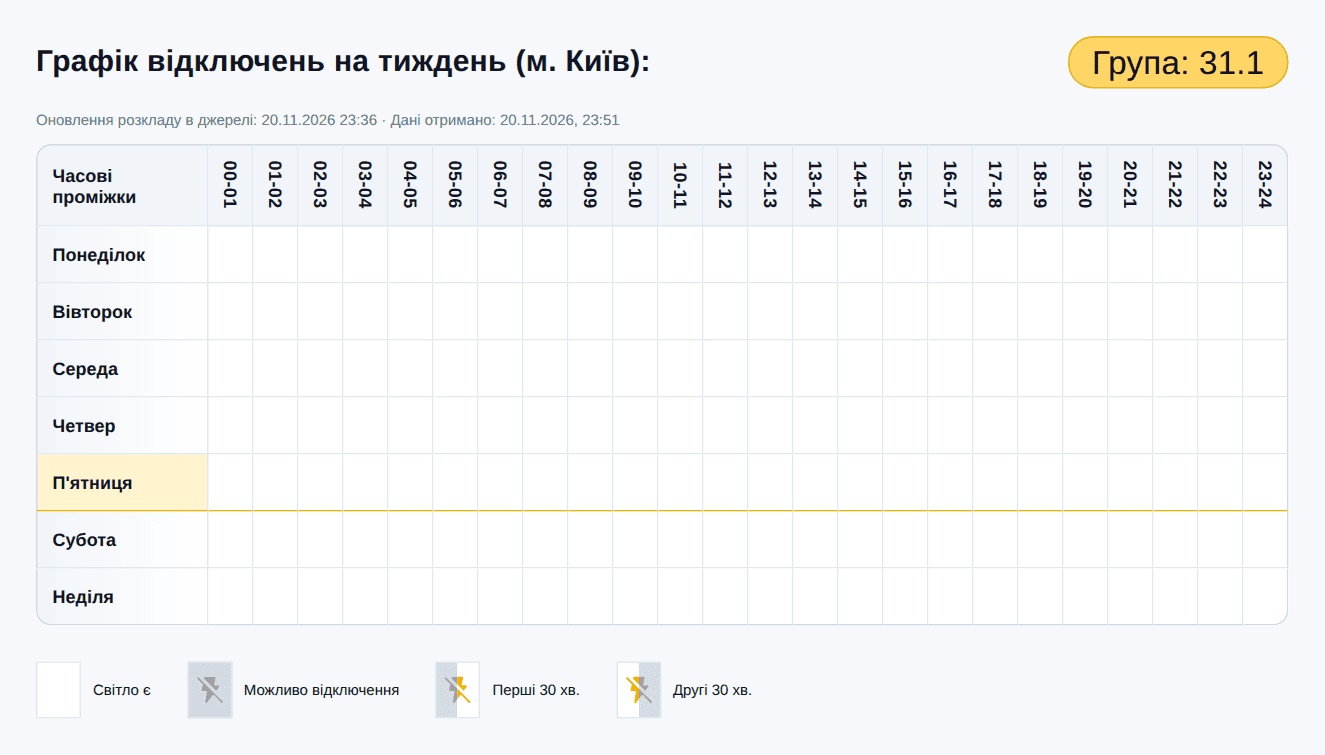 Графік відключень на тиждень (м. Київ):
Група: 31.1
Оновлення розкладу в джерелі: 20.11.2026 23:36 · Дані отримано: 20.11.2026, 23:51
Часові
проміжки
00-01
01-02
02-03
03-04
04-05
05-06
06-07
07-08
08-09
09-10
10-11
11-12
12-13
13-14
14-15
15-16
16-17
17-18
18-19
19-20
20-21
21-22
22-23
23-24
Понеділок
Вівторок
Середа
Четвер
П'ятниця
Субота
Неділя
Світло є
Можливо відключення
Перші 30 хв.
Другі 30 хв.